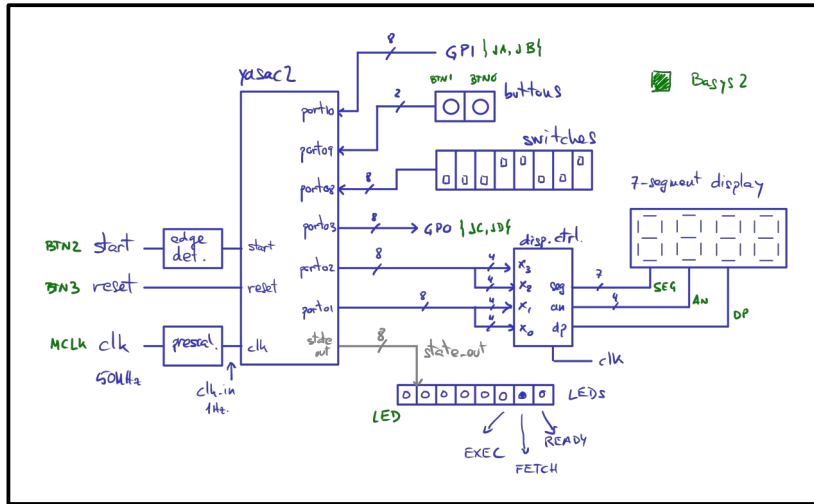 8
GPI {JA, JB}
yasac2
Basys2
BTN1 BTN0
2
buttons
port10
port09
switches
port08
8
7-segment display
port03
8
GPO {JC, JD}
disp. ctrl.
BTN2 start
edge det.
start
port02
8
4
x3
4
x2
seg
7
SEG
BTN3 reset
reset
port01
8
4
x1
an
4
AN
4
x0
dp
DP
MCLK clk
prescal.
clk
state out
8
state_out
clk
50MHz
clk_in
1Hz.
LED
LEDs
EXEC
FETCH
READY